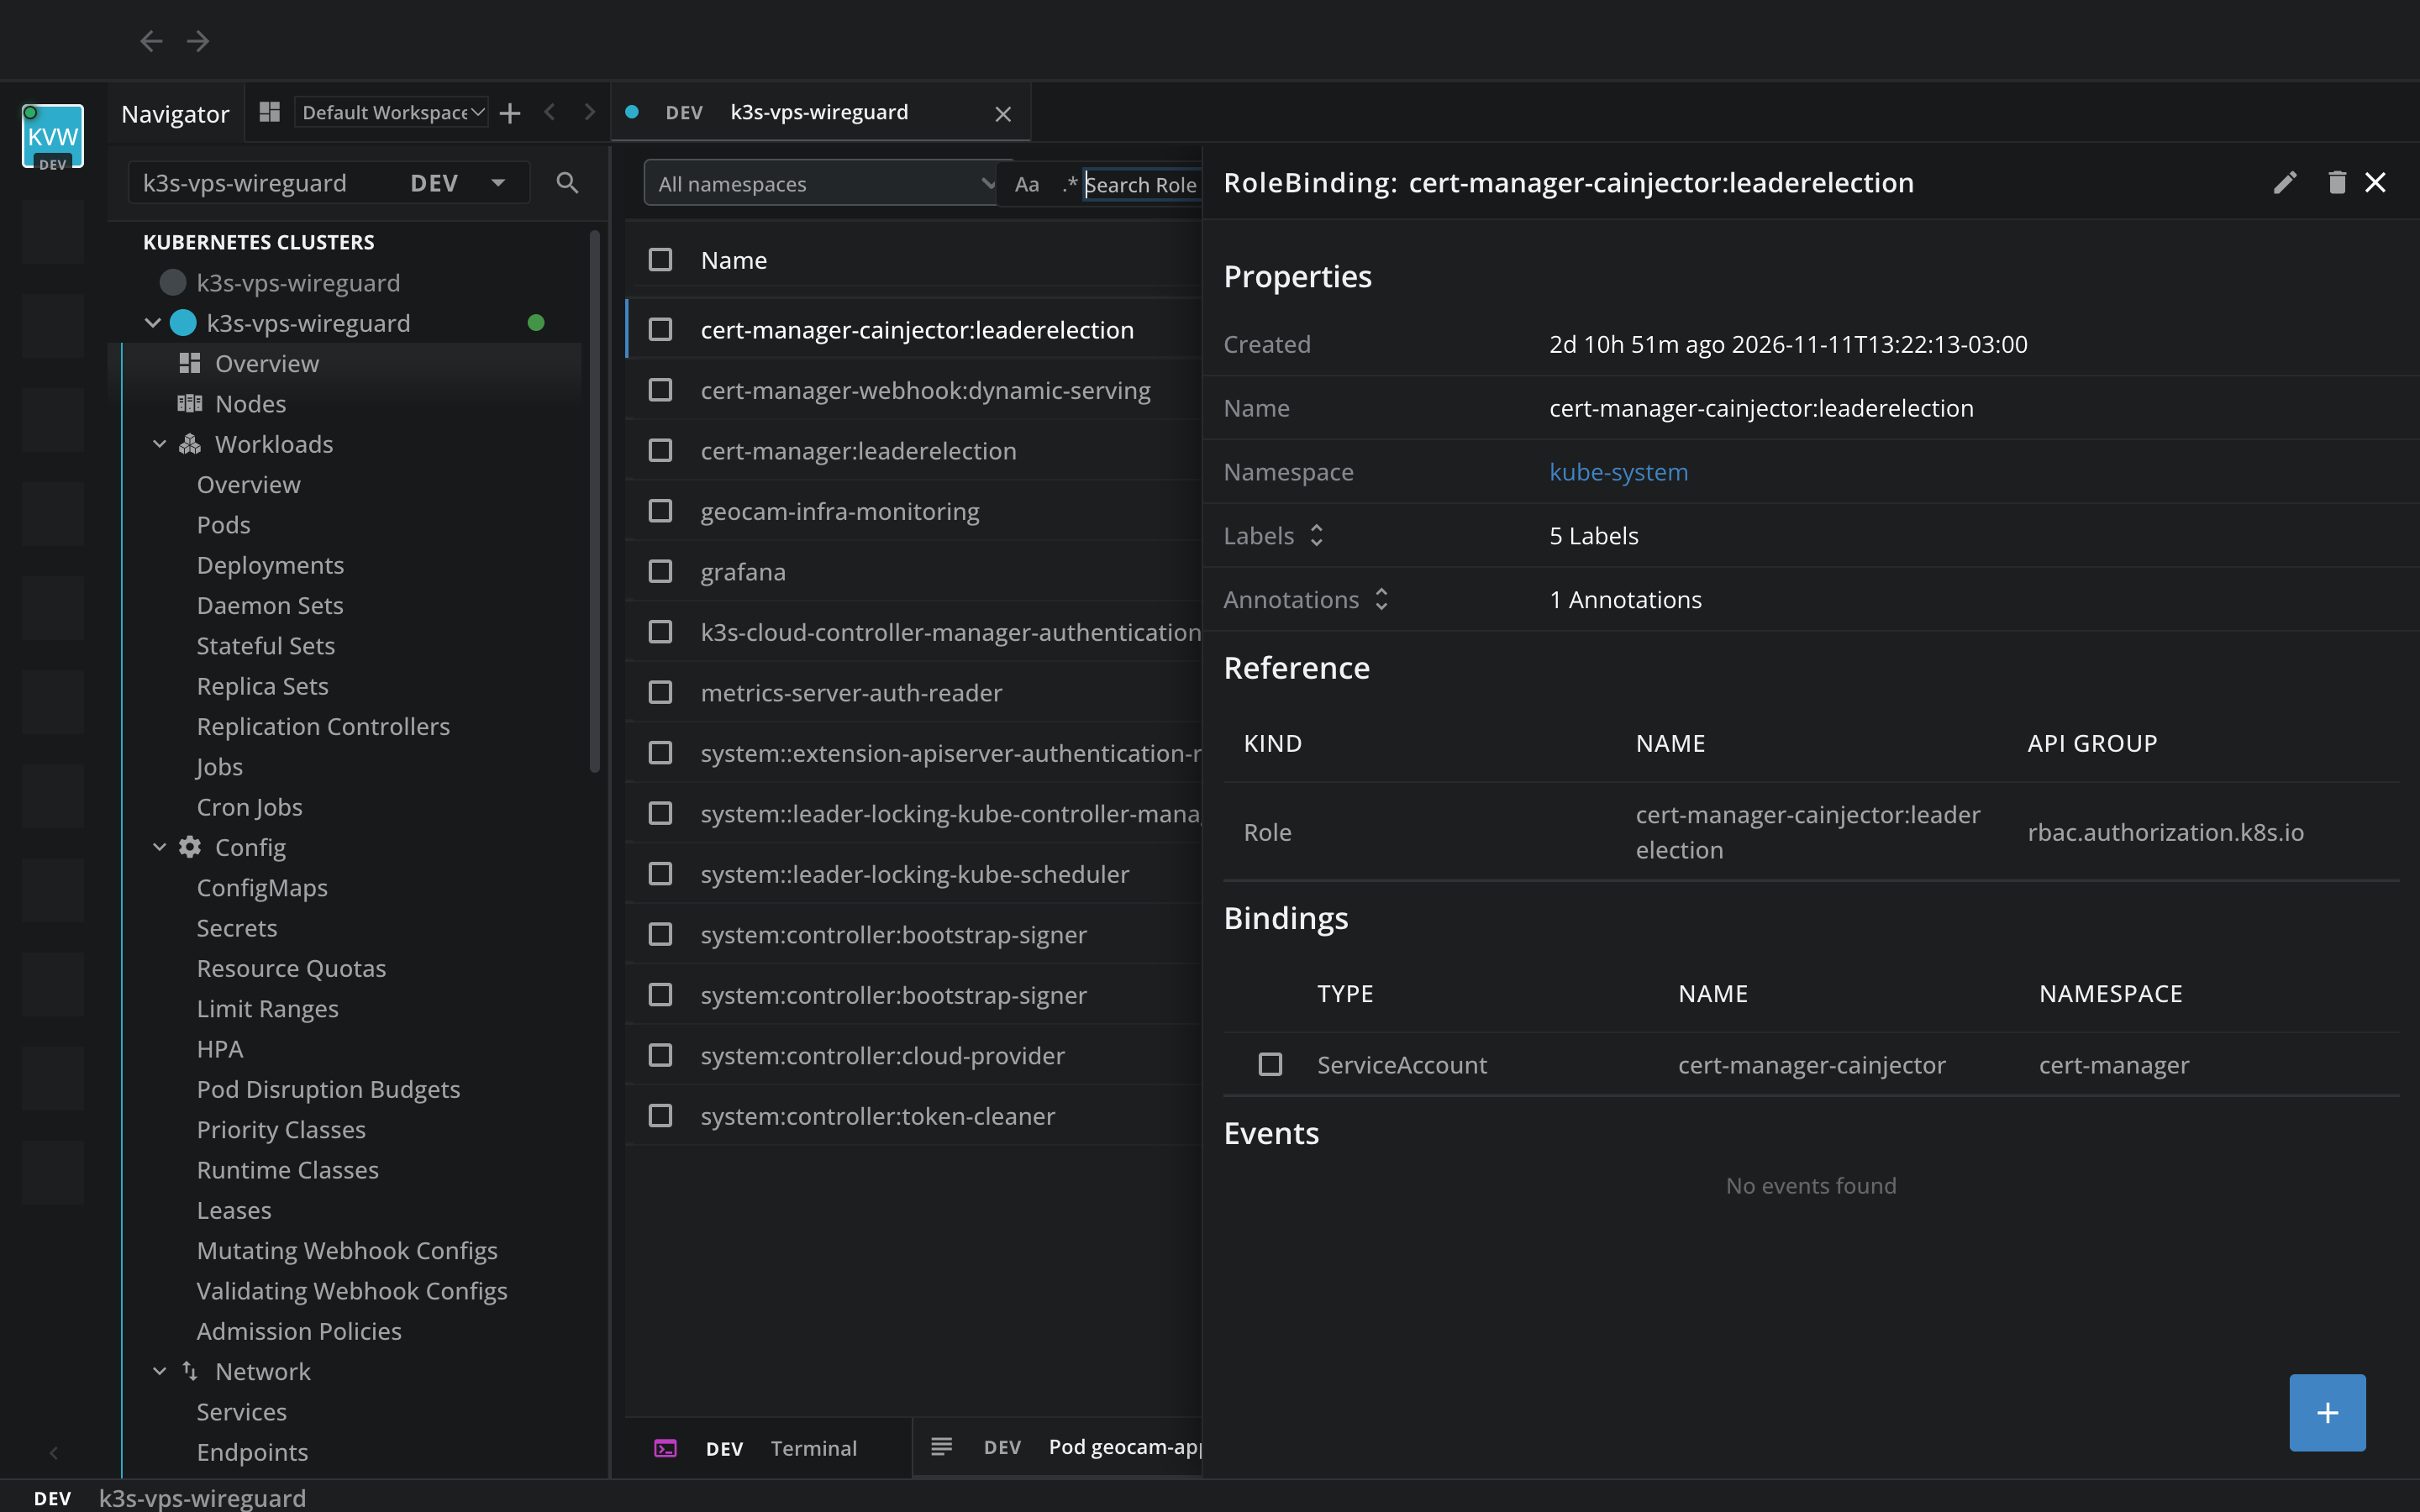 Navigator
Default Workspace
DEV k3s-vps-wireguard
KVW
DEV
k3s-vps-wireguard DEV
KUBERNETES CLUSTERS
k3s-vps-wireguard
k3s-vps-wireguard
Overview
Nodes
Workloads
Overview
Pods
Deployments
Daemon Sets
Stateful Sets
Replica Sets
Replication Controllers
Jobs
Cron Jobs
Config
ConfigMaps
Secrets
Resource Quotas
Limit Ranges
HPA
Pod Disruption Budgets
Priority Classes
Runtime Classes
Leases
Mutating Webhook Configs
Validating Webhook Configs
Admission Policies
Network
Services
Endpoints
All namespaces
Aa .* Search Role
Name
cert-manager-cainjector:leaderelection
cert-manager-webhook:dynamic-serving
cert-manager:leaderelection
geocam-infra-monitoring
grafana
k3s-cloud-controller-manager-authentication
metrics-server-auth-reader
system::extension-apiserver-authentication-r
system::leader-locking-kube-controller-mana
system::leader-locking-kube-scheduler
system:controller:bootstrap-signer
system:controller:bootstrap-signer
system:controller:cloud-provider
system:controller:token-cleaner
DEV Terminal
DEV Pod geocam-app
RoleBinding: cert-manager-cainjector:leaderelection
Properties
Created 2d 10h 51m ago 2026-11-11T13:22:13-03:00
Name cert-manager-cainjector:leaderelection
Namespace kube-system
Labels 5 Labels
Annotations 1 Annotations
Reference
KIND NAME API GROUP
Role cert-manager-cainjector:leader
election rbac.authorization.k8s.io
Bindings
TYPE NAME NAMESPACE
ServiceAccount cert-manager-cainjector cert-manager
Events
No events found
DEV k3s-vps-wireguard